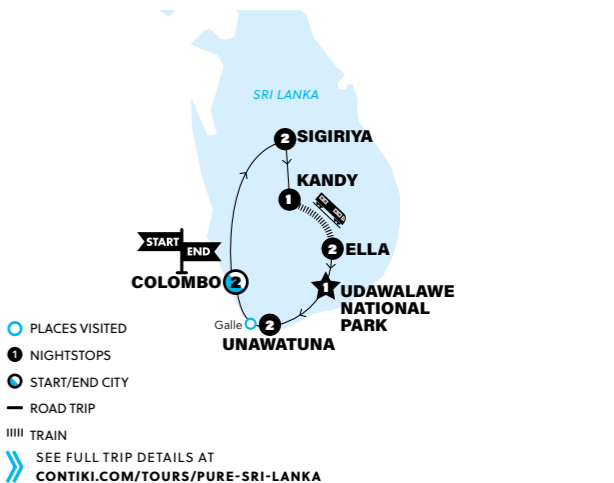 SRI LANKA
2 SIGIRIYA
KANDY
1
2 ELLA
START
END
COLOMBO 2
1 UDAWALAWE
NATIONAL
PARK
Galle
2
UNAWATUNA
PLACES VISITED
1 NIGHTSTOPS
START/END CITY
ROAD TRIP
TRAIN
SEE FULL TRIP DETAILS AT
CONTIKI.COM/TOURS/PURE-SRI-LANKA